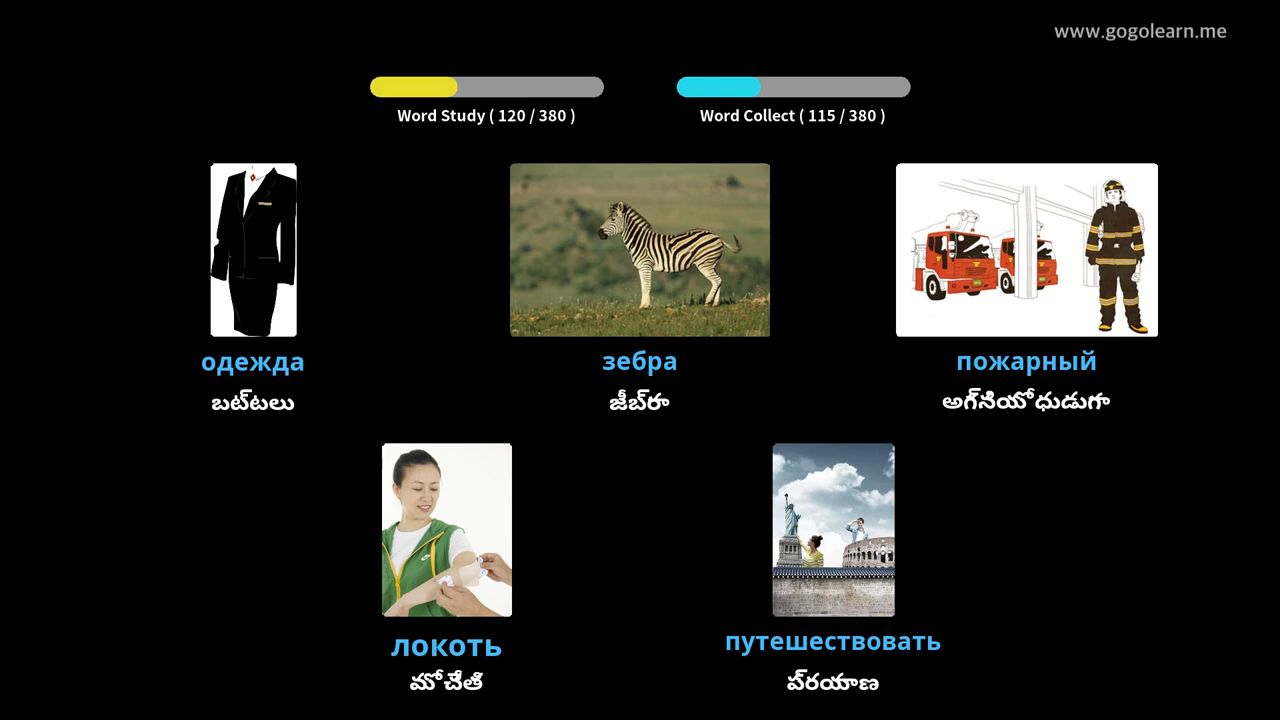 www.gogolearn.me
Word Study ( 120 / 380 )
Word Collect ( 115 / 380 )
одежда
బట్‌టలు
зебра
జీబ్‌రా
пожарный
అగ్‌నియోధుడుగా
локоть
మోచేతి
путешествовать
ప్‌రయాణ